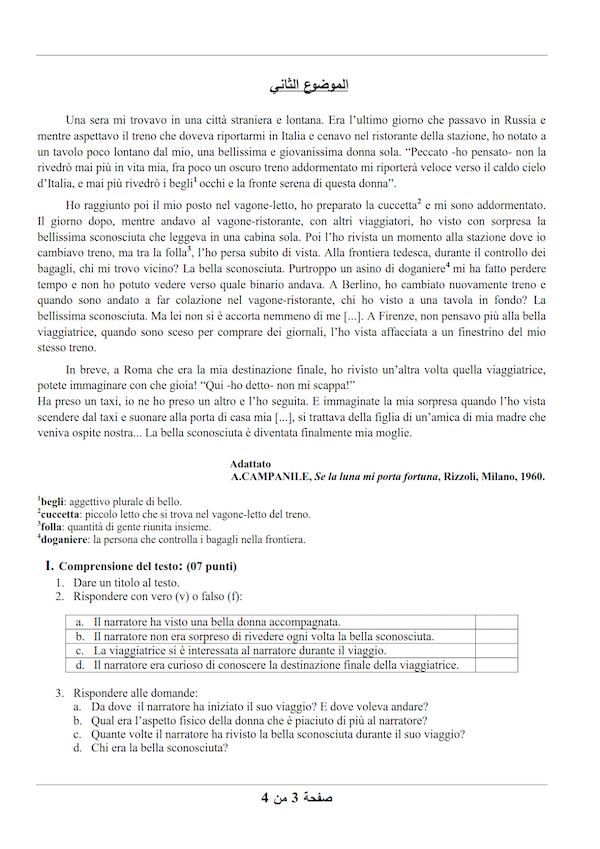 الموضوع الثاني
Una sera mi trovavo in una città straniera e lontana. Era l'ultimo giorno che passavo in Russia e
mentre aspettavo il treno che doveva riportarmi in Italia e cenavo nel ristorante della stazione, ho notato a
un tavolo poco lontano dal mio, una bellissima e giovanissima donna sola. "Peccato -ho pensato- non la
rivedrò mai più in vita mia, fra poco un oscuro treno addormentato mi riporterà veloce verso il caldo cielo
d'Italia, e mai più rivedrò i begli¹ occhi e la fronte serena di questa donna".
Ho raggiunto poi il mio posto nel vagone-letto, ho preparato la cuccetta² e mi sono addormentato.
Il giorno dopo, mentre andavo al vagone-ristorante, con altri viaggiatori, ho visto con sorpresa la
bellissima sconosciuta che leggeva in una cabina sola. Poi l'ho rivista un momento alla stazione dove io
cambiavo treno, ma tra la folla³, l'ho persa subito di vista. Alla frontiera tedesca, durante il controllo dei
bagagli, chi mi trovo vicino? La bella sconosciuta. Purtroppo un asino di doganiere⁴ mi ha fatto perdere
tempo e non ho potuto vedere verso quale binario andava. A Berlino, ho cambiato nuovamente treno e
quando sono andato a far colazione nel vagone-ristorante, chi ho visto a una tavola in fondo? La
bellissima sconosciuta. Ma lei non si è accorta nemmeno di me [...]. A Firenze, non pensavo più alla bella
viaggiatrice, quando sono sceso per comprare dei giornali, l'ho vista affacciata a un finestrino del mio
stesso treno.
In breve, a Roma che era la mia destinazione finale, ho rivisto un'altra volta quella viaggiatrice,
potete immaginare con che gioia! "Qui -ho detto- non mi scappa!"
Ha preso un taxi, io ne ho preso un altro e l'ho seguita. E immaginate la mia sorpresa quando l'ho vista
scendere dal taxi e suonare alla porta di casa mia [...], si trattava della figlia di un'amica di mia madre che
veniva ospite nostra... La bella sconosciuta è diventata finalmente mia moglie.
Adattato
A.CAMPANILE, Se la luna mi porta fortuna, Rizzoli, Milano, 1960.
¹begli: aggettivo plurale di bello.
²cuccetta: piccolo letto che si trova nel vagone-letto del treno.
³folla: quantità di gente riunita insieme.
⁴doganiere: la persona che controlla i bagagli nella frontiera.
I. Comprensione del testo: (07 punti)
1. Dare un titolo al testo.
2. Rispondere con vero (v) o falso (f):
a. Il narratore ha visto una bella donna accompagnata.
b. Il narratore non era sorpreso di rivedere ogni volta la bella sconosciuta.
c. La viaggiatrice si è interessata al narratore durante il viaggio.
d. Il narratore era curioso di conoscere la destinazione finale della viaggiatrice.
3. Rispondere alle domande:
a. Da dove il narratore ha iniziato il suo viaggio? E dove voleva andare?
b. Qual era l'aspetto fisico della donna che è piaciuto di più al narratore?
c. Quante volte il narratore ha rivisto la bella sconosciuta durante il suo viaggio?
d. Chi era la bella sconosciuta?
صفحة 3 من 4